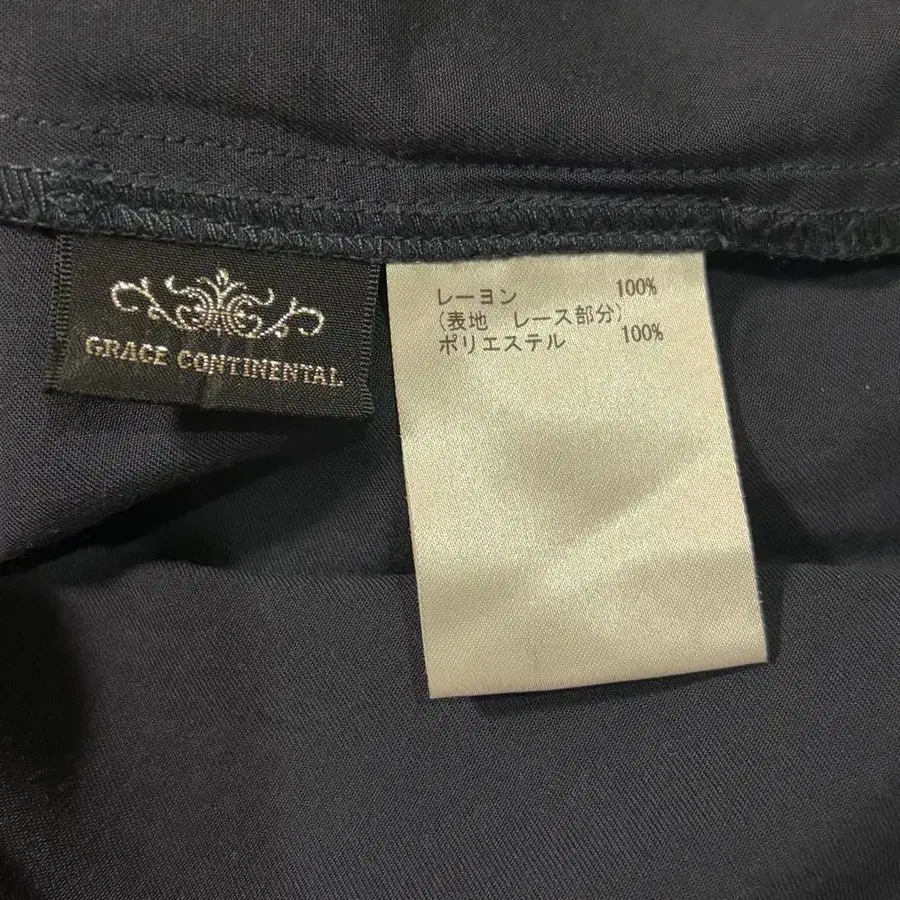 GRACE CONTINENTAL
レーヨン 100%
(表地 レース部分)
ポリエステル 100%